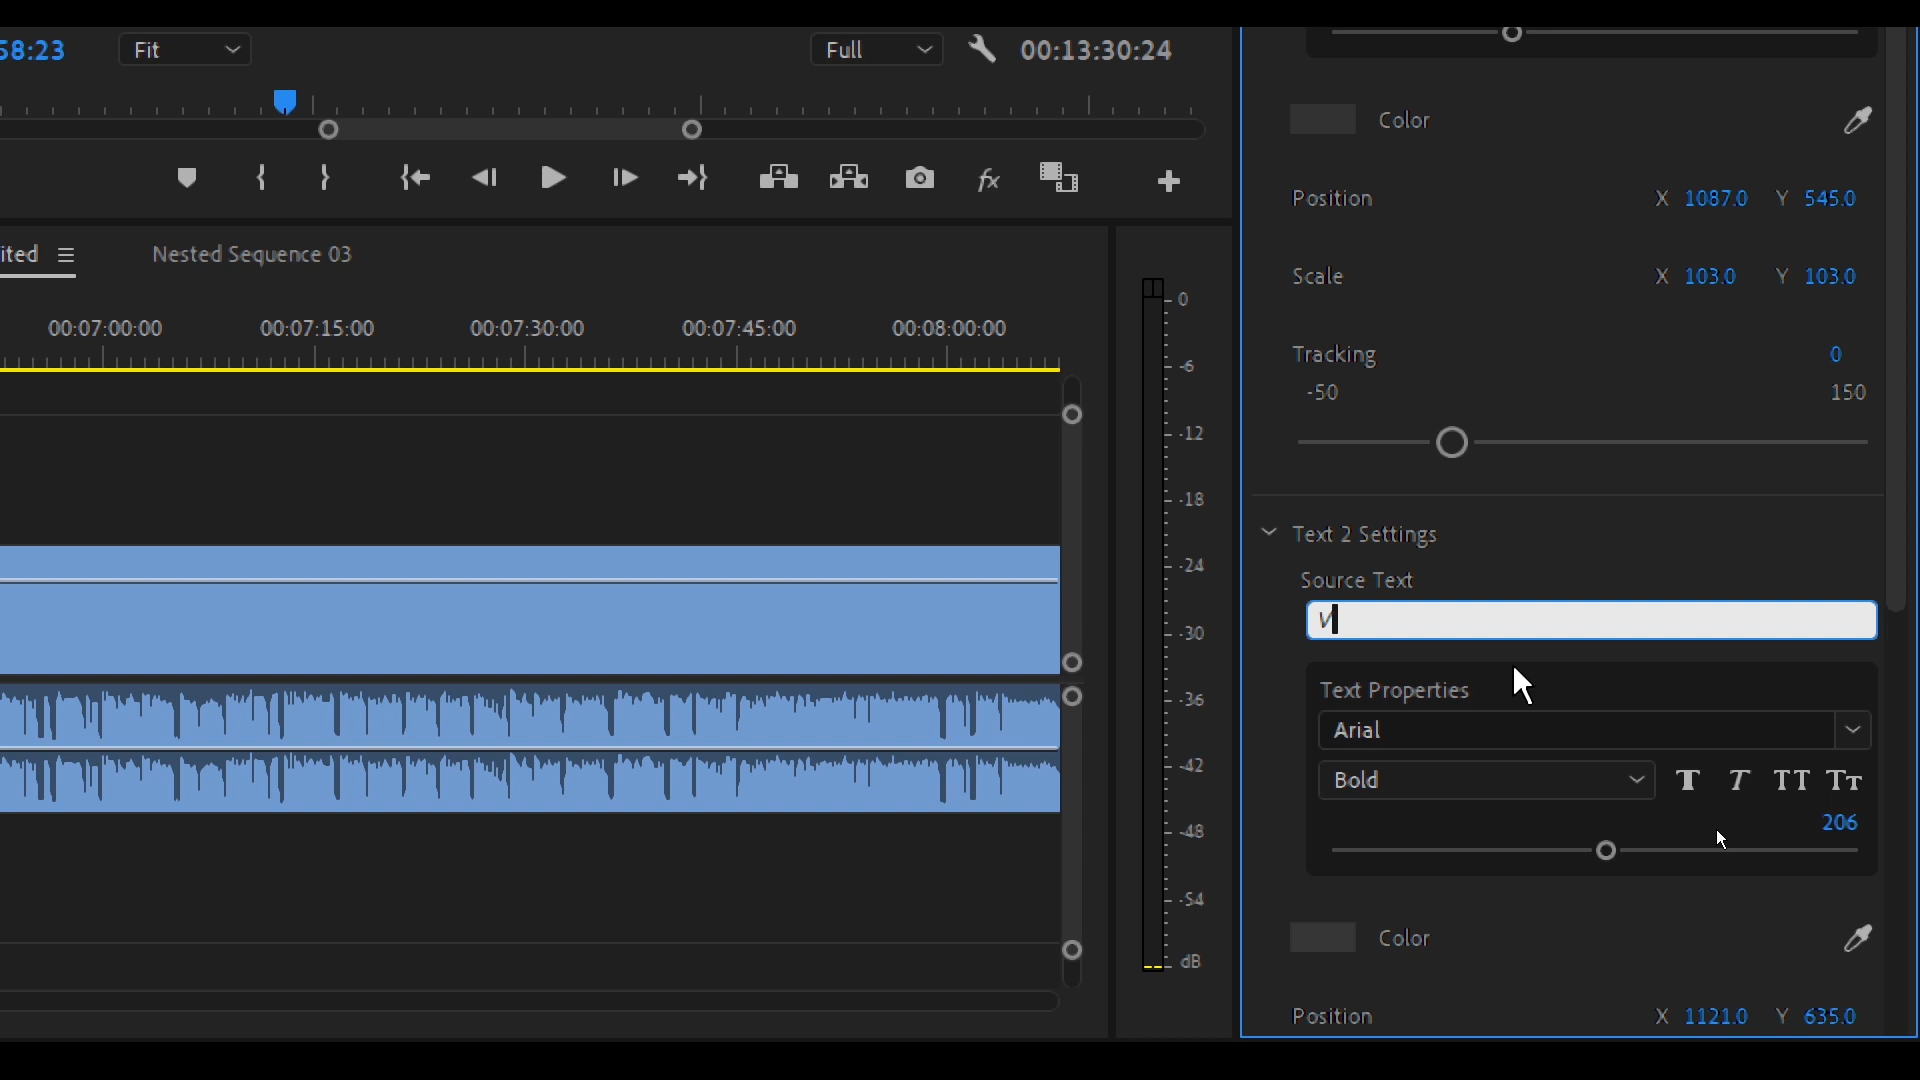 58:23
Fit
Full
00:13:30:24
Color
Position X 1087.0 Y 545.0
ited
Nested Sequence 03
Scale X 103.0 Y 103.0
00:07:00:00 00:07:15:00 00:07:30:00 00:07:45:00 00:08:00:00
Tracking 0
-50 150
0
-6
-12
-18
-24
-30
-36
-42
-48
-54
dB
Text 2 Settings
Source Text
V
Text Properties
Arial
Bold
T T TT Tт
206
Color
Position X 1121.0 Y 635.0
fx